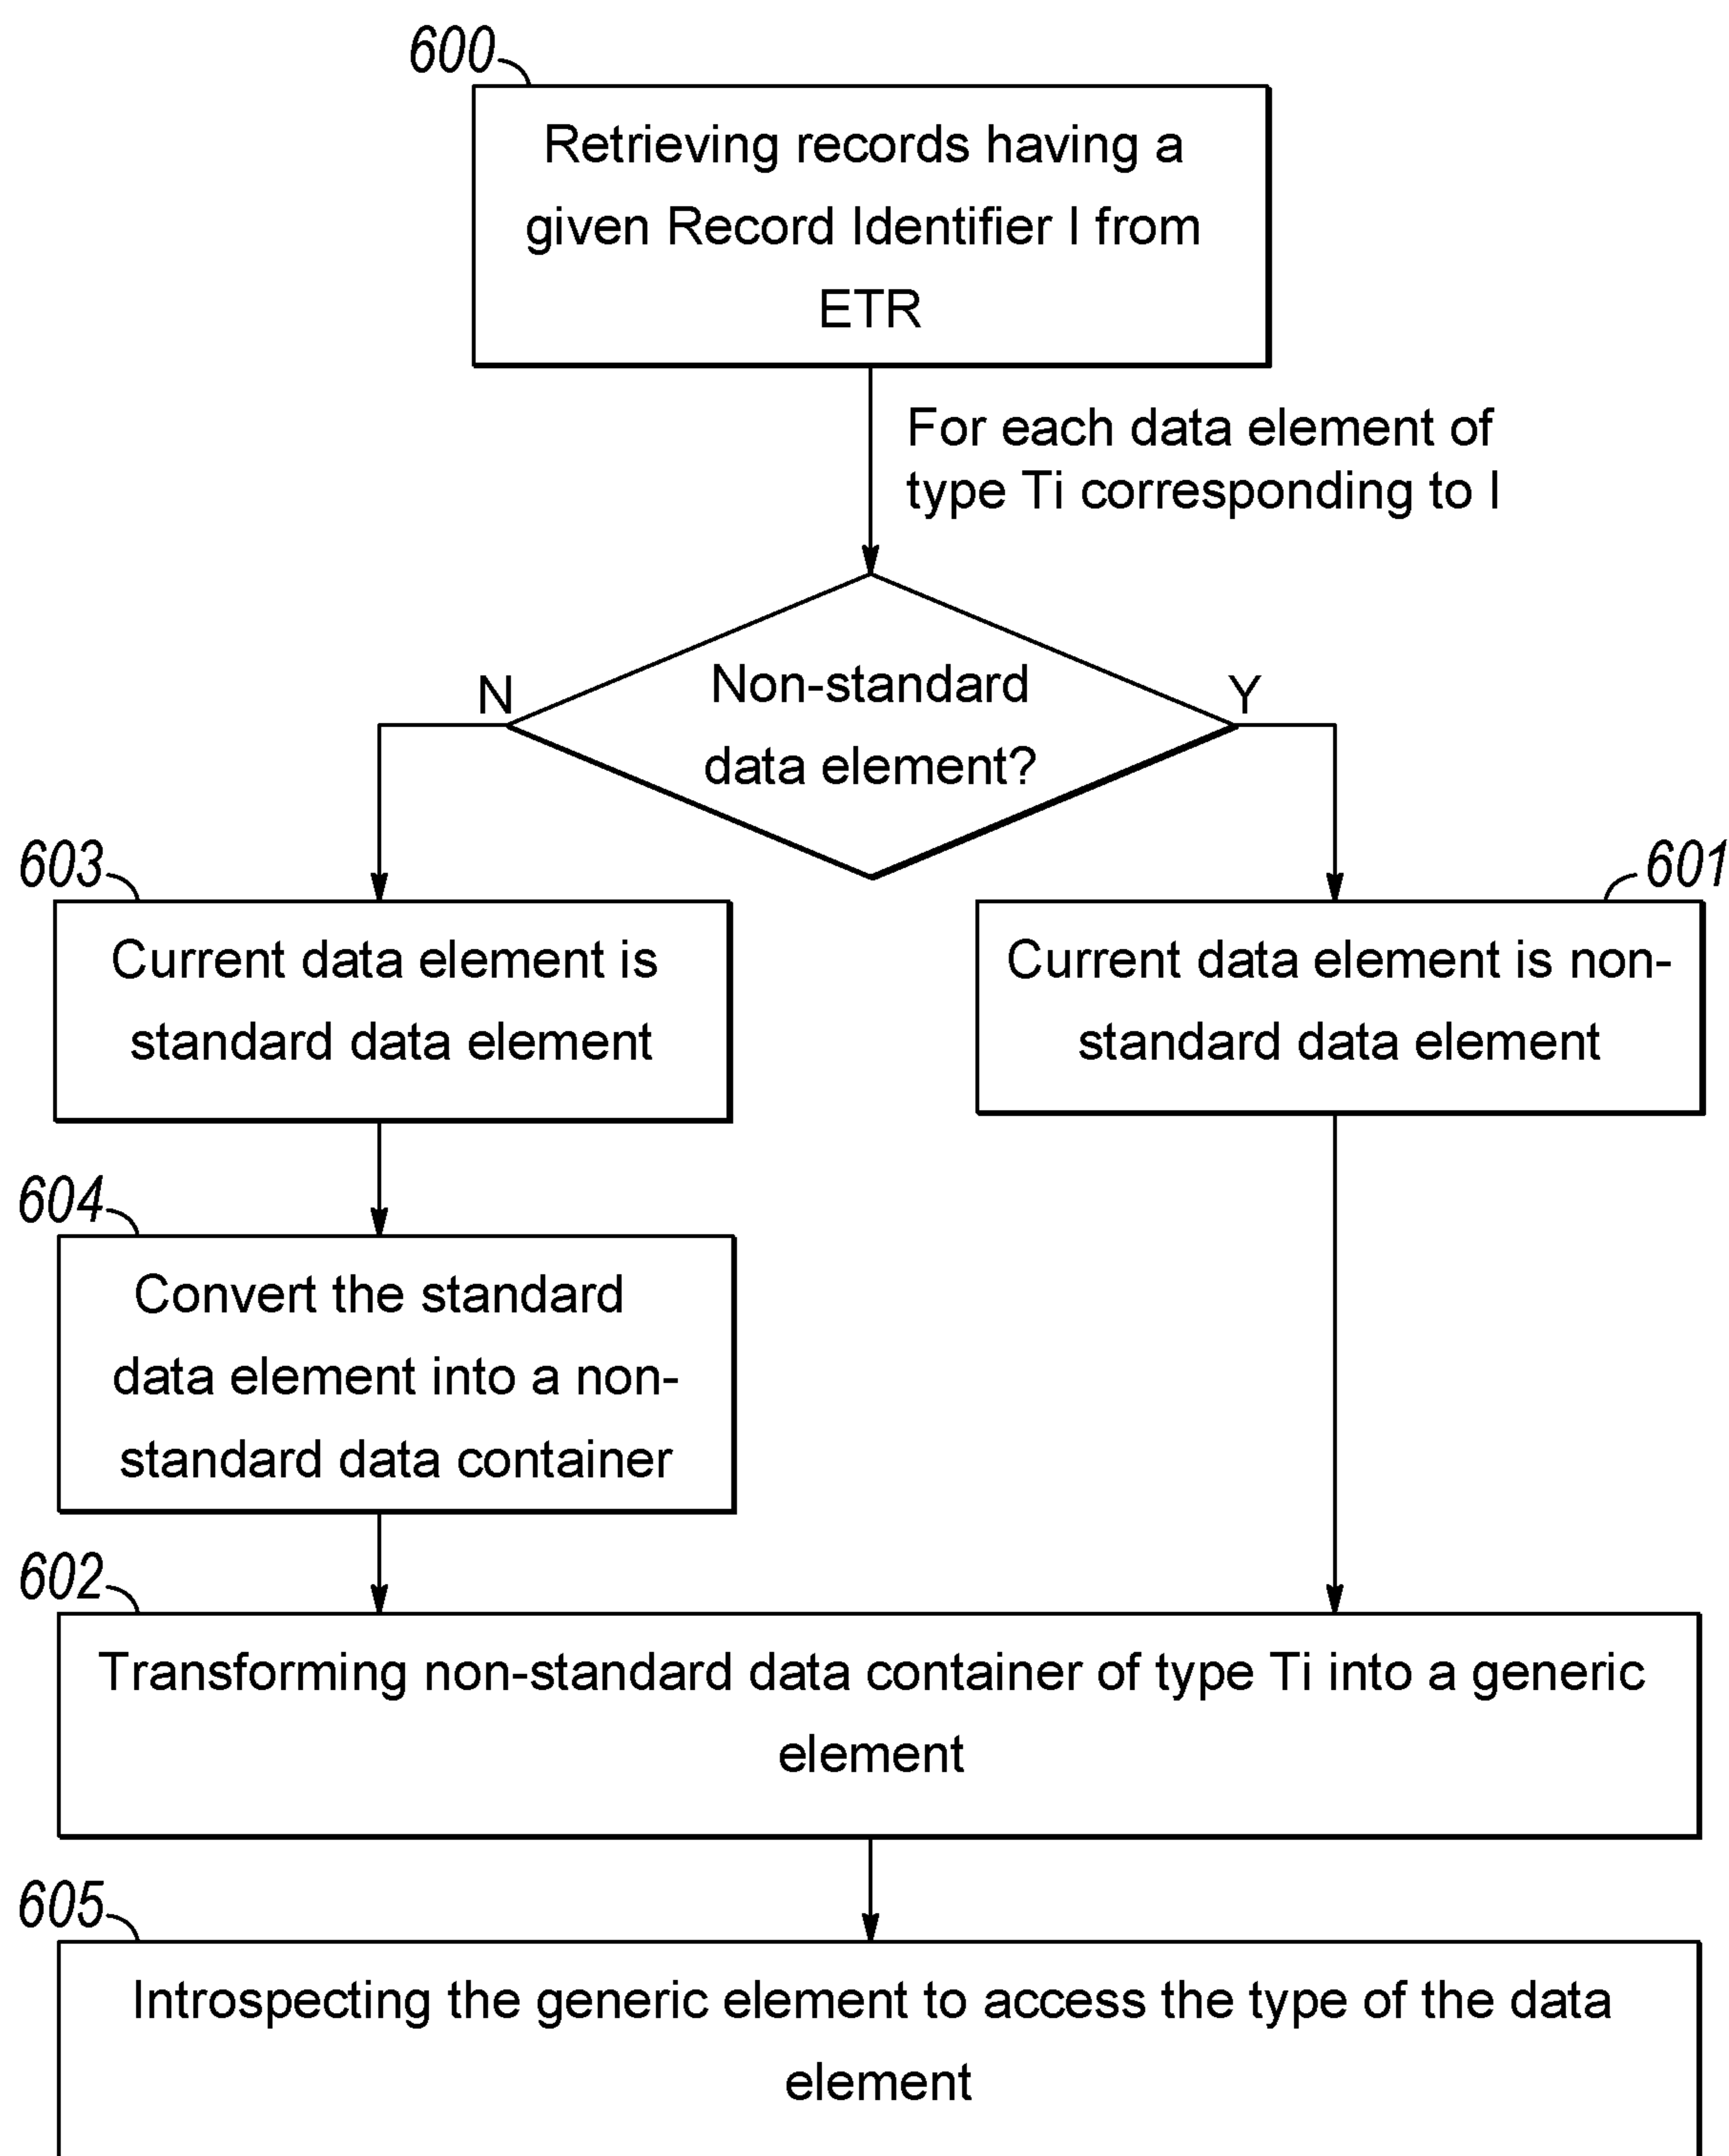 600
Retrieving records having a
given Record Identifier I from
ETR
For each data element of
type Ti corresponding to I
Non-standard
data element?
N
Y
603
Current data element is
standard data element
601
Current data element is non-
standard data element
604
Convert the standard
data element into a non-
standard data container
602
Transforming non-standard data container of type Ti into a generic
element
605
Introspecting the generic element to access the type of the data
element